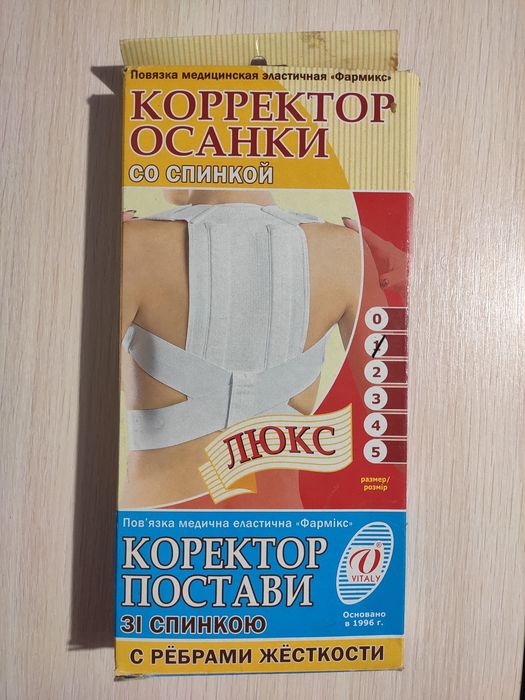 Повязка медицинская эластичная «Фармикс»
КОРРЕКТОР
ОСАНКИ
СО СПИНКОЙ
0
1
2
3
4
5
ЛЮКС
размер/
розмір
Пов'язка медична еластична «Фармікс»
КОРЕКТОР
ПОСТАВИ
ЗІ СПИНКОЮ
®
VITALY
Основано
в 1996 г.
С РЁБРАМИ ЖЁСТКОСТИ